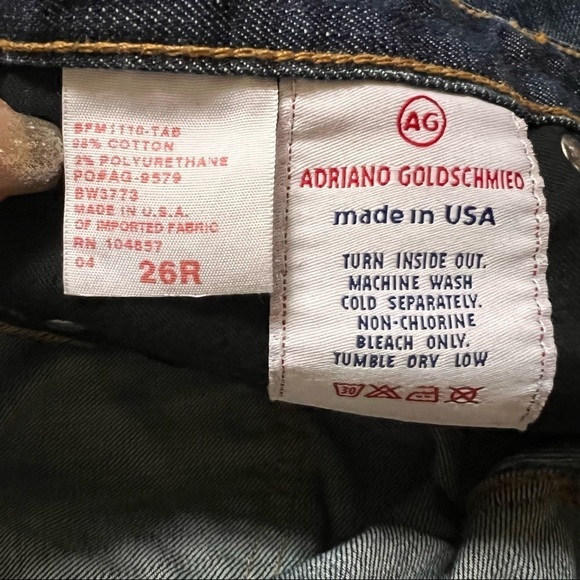 BFM1110-TAB
98% COTTON
2% POLYURETHANE
PO#AG-9579
BW3773
MADE IN U.S.A.
OF IMPORTED FABRIC
RN 104857
04 26R
AG
ADRIANO GOLDSCHMIED
made in USA
TURN INSIDE OUT.
MACHINE WASH
COLD SEPARATELY.
NON-CHLORINE
BLEACH ONLY.
TUMBLE DRY LOW
30